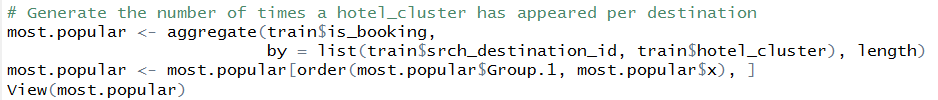 # Generate the number of times a hotel_cluster has appeared per destination
most.popular <- aggregate(train$is_booking,
                          by = list(train$srch_destination_id, train$hotel_cluster), length)
most.popular <- most.popular[order(most.popular$Group.1, most.popular$x), ]
View(most.popular)